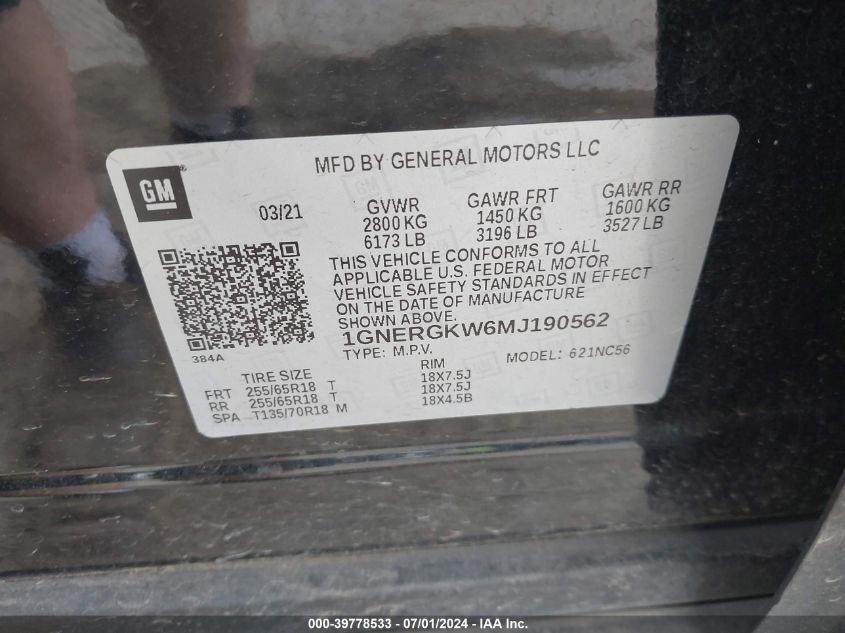 MFD BY GENERAL MOTORS LLC
GM
03/21 GVWR GAWR FRT GAWR RR
2800 KG 1450 KG 1600 KG
6173 LB 3196 LB 3527 LB
THIS VEHICLE CONFORMS TO ALL
APPLICABLE U.S. FEDERAL MOTOR
VEHICLE SAFETY STANDARDS IN EFFECT
ON THE DATE OF MANUFACTURE
SHOWN ABOVE.
1GNERGKW6MJ190562
384A TYPE: M.P.V. MODEL: 621NC56
TIRE SIZE RIM
FRT 255/65R18 T 18X7.5J
RR 255/65R18 T 18X7.5J
SPA T135/70R18 M 18X4.5B
000-39778533 - 07/01/2024 - IAA Inc.